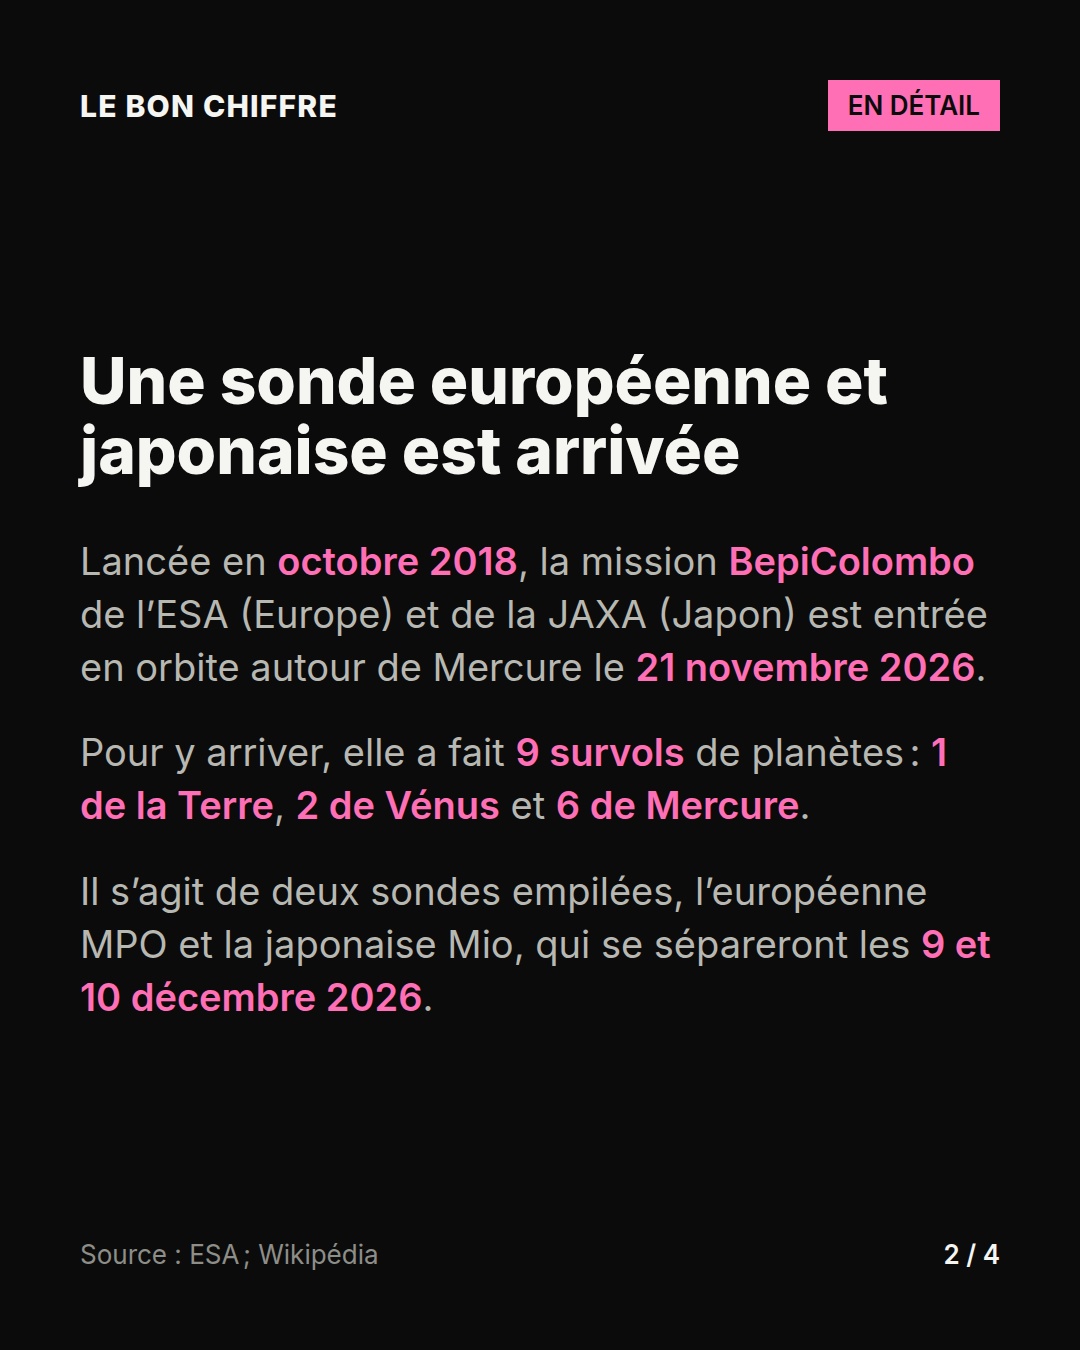 LE BON CHIFFRE
EN DÉTAIL
Une sonde européenne et
japonaise est arrivée
Lancée en octobre 2018, la mission BepiColombo
de l’ESA (Europe) et de la JAXA (Japon) est entrée
en orbite autour de Mercure le 21 novembre 2026.
Pour y arriver, elle a fait 9 survols de planètes : 1
de la Terre, 2 de Vénus et 6 de Mercure.
Il s’agit de deux sondes empilées, l’européenne
MPO et la japonaise Mio, qui se sépareront les 9 et
10 décembre 2026.
Source : ESA ; Wikipédia
2 / 4